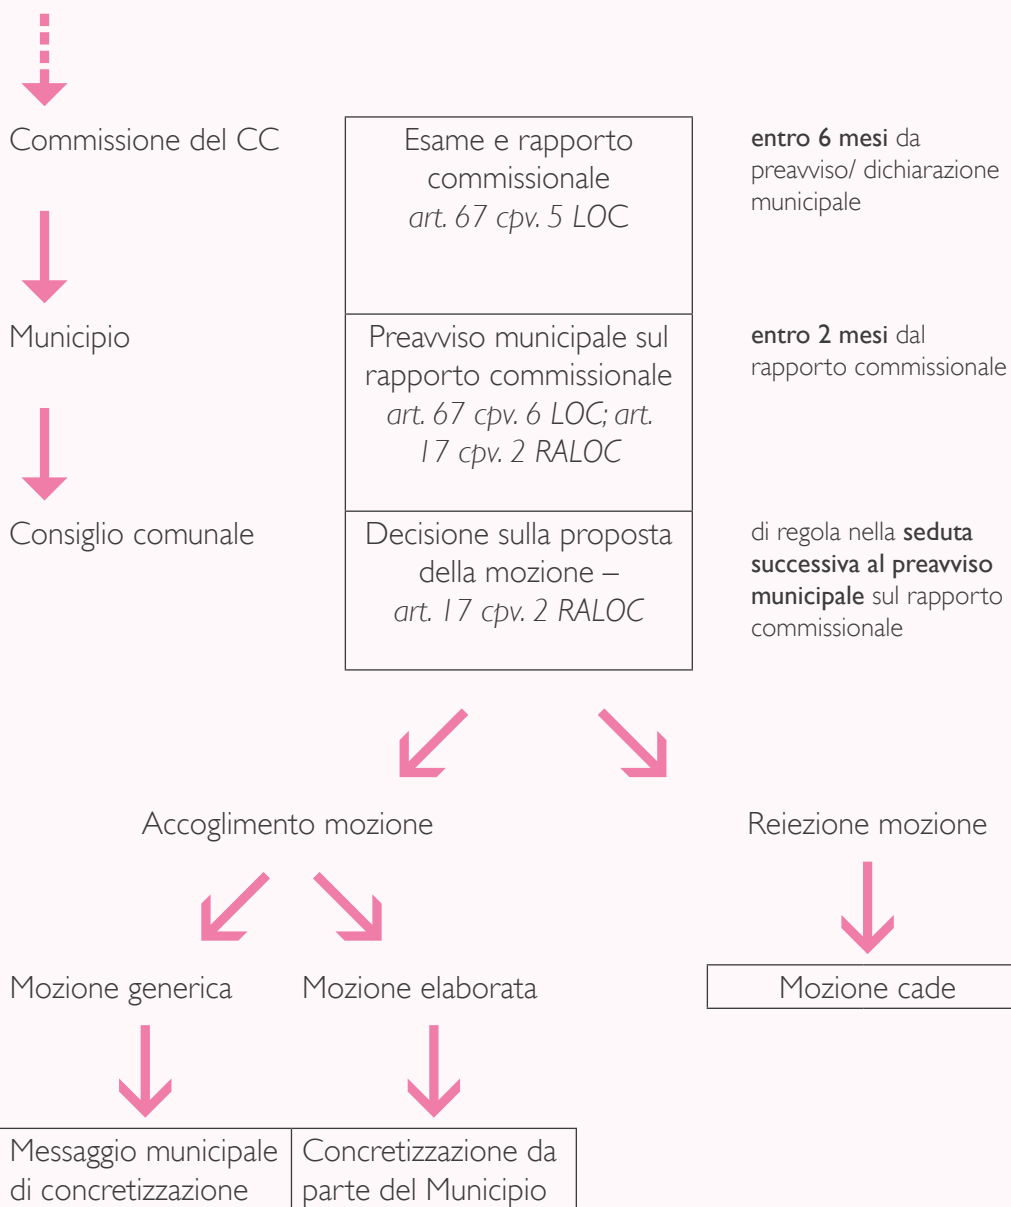 Commissione del CC
Esame e rapporto
commissionale
art. 67 cpv. 5 LOC
entro 6 mesi da
preavviso/ dichiarazione
municipale
Municipio
Preavviso municipale sul
rapporto commissionale
art. 67 cpv. 6 LOC; art.
17 cpv. 2 RALOC
entro 2 mesi dal
rapporto commissionale
Consiglio comunale
Decisione sulla proposta
della mozione –
art. 17 cpv. 2 RALOC
di regola nella seduta
successiva al preavviso
municipale sul rapporto
commissionale
Accoglimento mozione
Reiezione mozione
Mozione generica
Mozione elaborata
Mozione cade
Messaggio municipale
di concretizzazione
Concretizzazione da
parte del Municipio